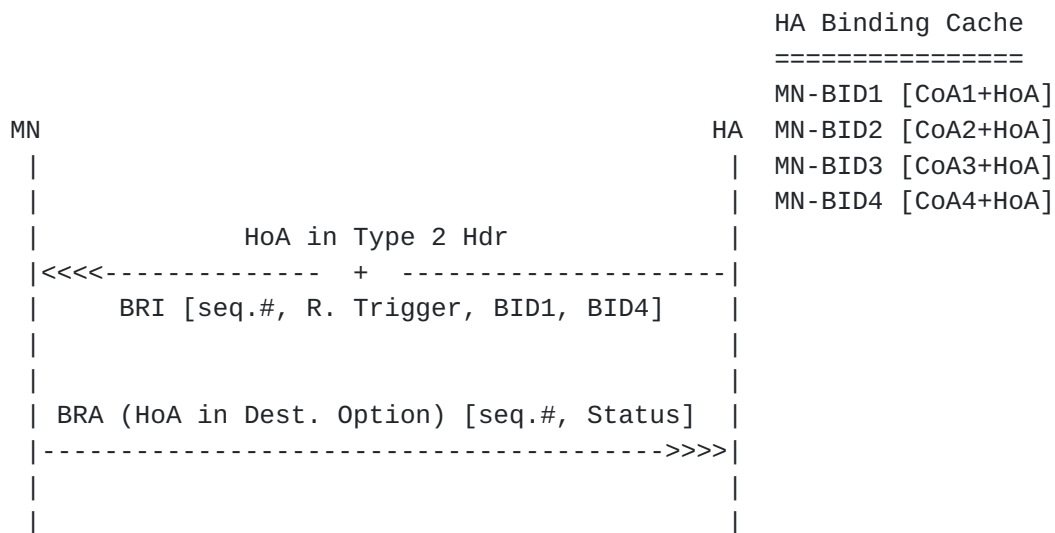 HA Binding Cache
                                                 ================
                                                 MN-BID1 [CoA1+HoA]
MN                                           HA  MN-BID2 [CoA2+HoA]
 |                                            |  MN-BID3 [CoA3+HoA]
 |                                            |  MN-BID4 [CoA4+HoA]
 |             HoA in Type 2 Hdr              |
 |<<<<--------------  +  ---------------------|
 |     BRI [seq.#, R. Trigger, BID1, BID4]    |
 |                                            |
 |                                            |
 | BRA (HoA in Dest. Option) [seq.#, Status]  |
 |---------------------------------------->>>>|
 |                                            |
 |                                            |